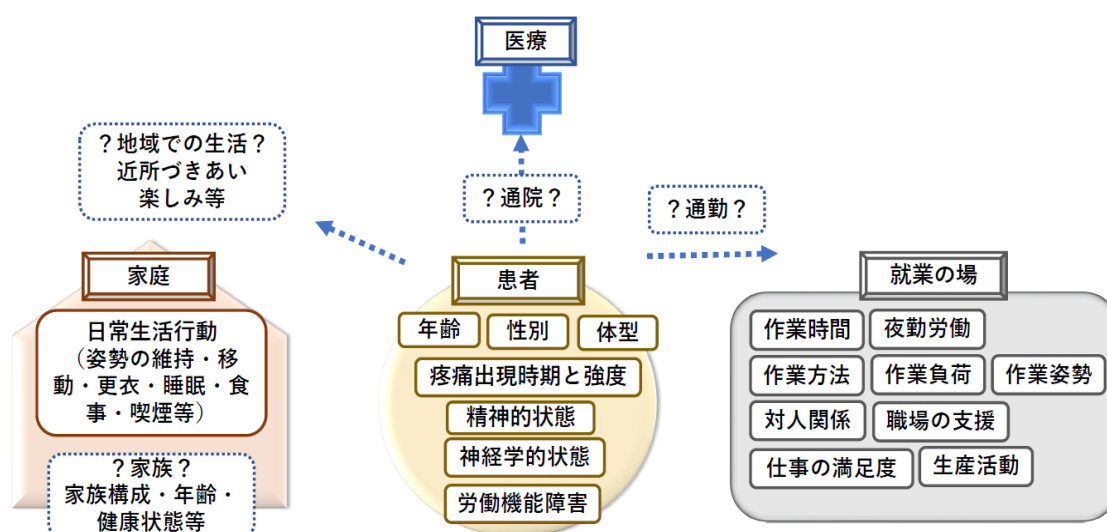 医療
？地域での生活？
近所づきあい
楽しみ等
？通院？
？通勤？
家庭
日常生活行動
（姿勢の維持・移
動・更衣・睡眠・食
事・喫煙等）
？家族？
家族構成・年齢・
健康状態等
患者
年齢
性別
体型
疼痛出現時期と強度
精神的状態
神経学的状態
労働機能障害
就業の場
作業時間
夜勤労働
作業方法
作業負荷
作業姿勢
対人関係
職場の支援
仕事の満足度
生産活動